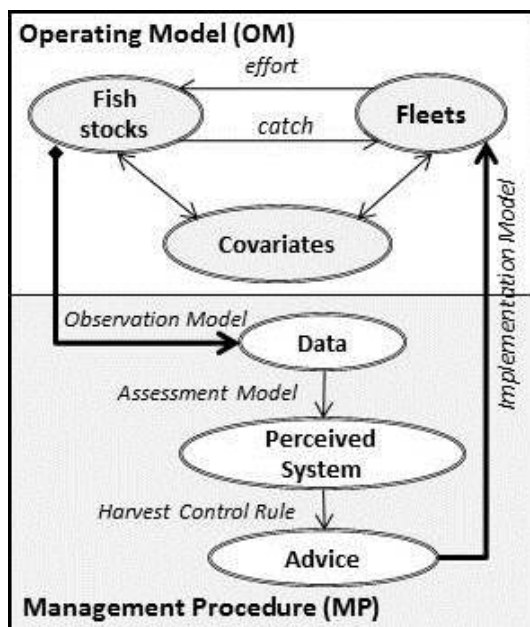 Operating Model (OM)
effort
Fish
stocks
Fleets
catch
Covariates
Implementation Model
Observation Model
Data
Assessment Model
Perceived
System
Harvest Control Rule
Advice
Management Procedure (MP)